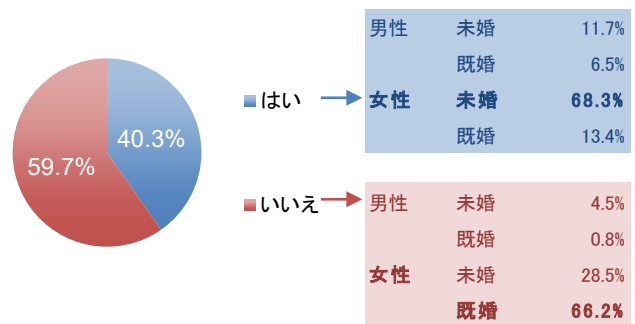 40.3%
59.7%
はい
いいえ
男性 未婚 11.7%
既婚 6.5%
女性 未婚 68.3%
既婚 13.4%
男性 未婚 4.5%
既婚 0.8%
女性 未婚 28.5%
既婚 66.2%